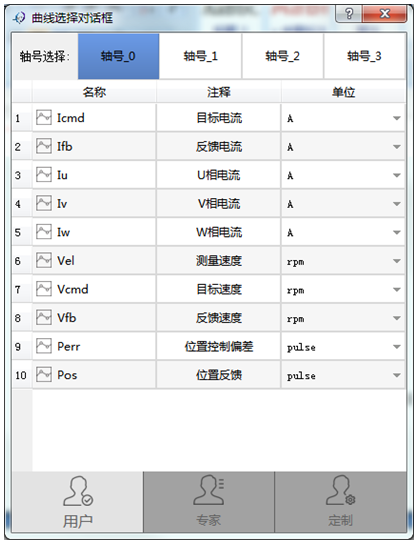 曲线选择对话框
轴号选择: 轴号_0 轴号_1 轴号_2 轴号_3
名称 注释 单位
1 Icmd 目标电流 A
2 Ifb 反馈电流 A
3 Iu U相电流 A
4 Iv V相电流 A
5 Iw W相电流 A
6 Vel 测量速度 rpm
7 Vcmd 目标速度 rpm
8 Vfb 反馈速度 rpm
9 Perr 位置控制偏差 pulse
10 Pos 位置反馈 pulse
用户 专家 定制